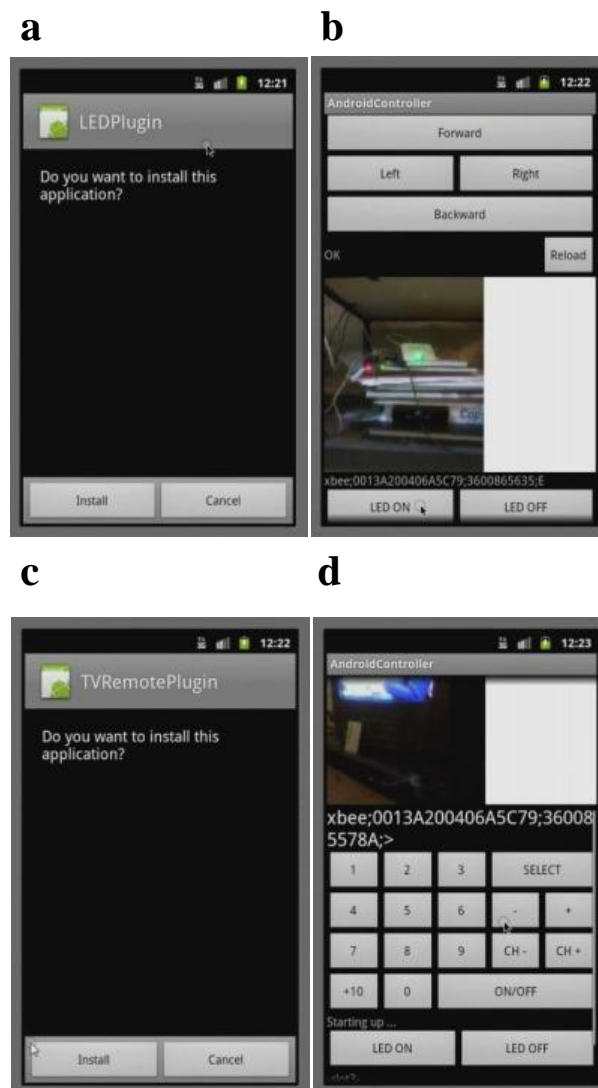 a
12:21
LEDPlugin
Do you want to install this
application?
Install Cancel
b
12:22
AndroidController
Forward
Left Right
Backward
OK Reload
xbee;0013A200406A5C79;3600865635;E
LED ON LED OFF
c
12:22
TVRemotePlugin
Do you want to install this
application?
Install Cancel
d
12:23
AndroidController
xbee;0013A200406A5C79;36008
5578A;>
1 2 3 SELECT
4 5 6 - +
7 8 9 CH - CH +
+10 0 ON/OFF
Starting up ...
LED ON LED OFF